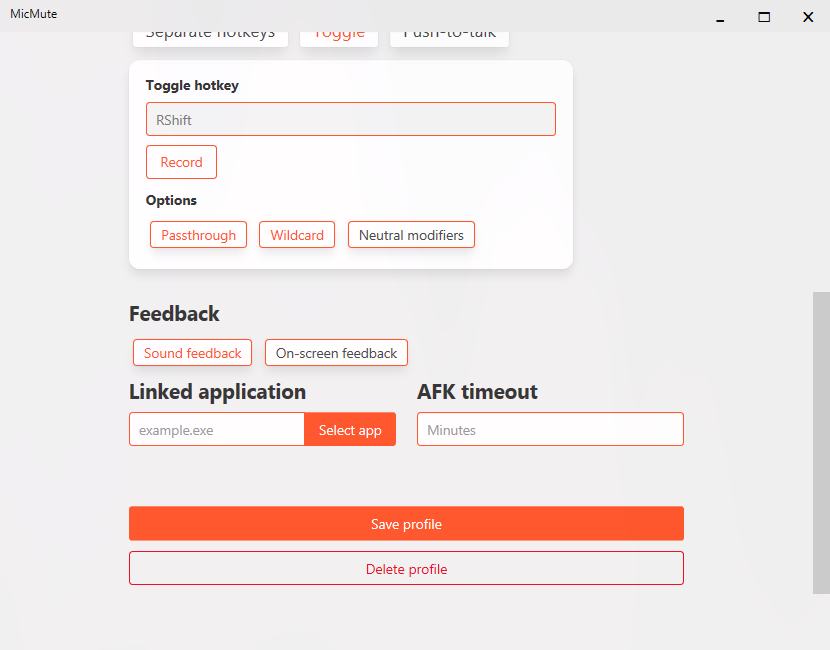 MicMute
Separate hotkeys Toggle Push-to-talk
Toggle hotkey
RShift
Record
Options
Passthrough Wildcard Neutral modifiers
Feedback
Sound feedback On-screen feedback
Linked application AFK timeout
example.exe Select app Minutes
Save profile
Delete profile